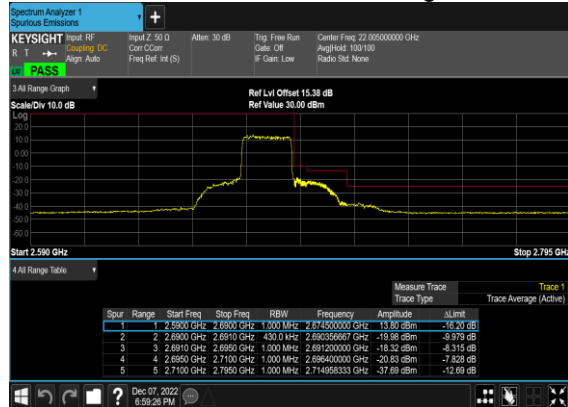 Spectrum Analyzer 1
Spurious Emissions
KEYSIGHT
R T
Input: RF
Coupling: DC
Align: Auto
Input Z: 50 Ω
Corr CCorr
Freq Ref: Int (S)
Atten: 30 dB
Trig: Free Run
Gate: Off
IF Gain: Low
Center Freq: 22.005000000 GHz
Avg|Hold: 100/100
Radio Std: None
PASS
3 All Range Graph
Ref Lvl Offset 15.38 dB
Scale/Div 10.0 dB
Ref Value 30.00 dBm
Log
20.0
10.0
0.00
-10.0
-20.0
-30.0
-40.0
-50.0
-60.0
Start 2.590 GHz
Stop 2.795 GHz
4 All Range Table
Measure Trace
Trace 1
Trace Type
Trace Average (Active)
Spur Range Start Freq Stop Freq RBW Frequency Amplitude ΔLimit
1 1 2.5900 GHz 2.6900 GHz 1.000 MHz 2.674500000 GHz 13.80 dBm -16.20 dB
2 2 2.6900 GHz 2.6910 GHz 430.0 kHz 2.690356667 GHz -19.98 dBm -9.979 dB
3 3 2.6910 GHz 2.6950 GHz 1.000 MHz 2.691200000 GHz -18.32 dBm -8.315 dB
4 4 2.6950 GHz 2.7100 GHz 1.000 MHz 2.696400000 GHz -20.83 dBm -7.828 dB
5 5 2.7100 GHz 2.7950 GHz 1.000 MHz 2.714958333 GHz -37.69 dBm -12.69 dB
?
Dec 07, 2022
6:59:26 PM